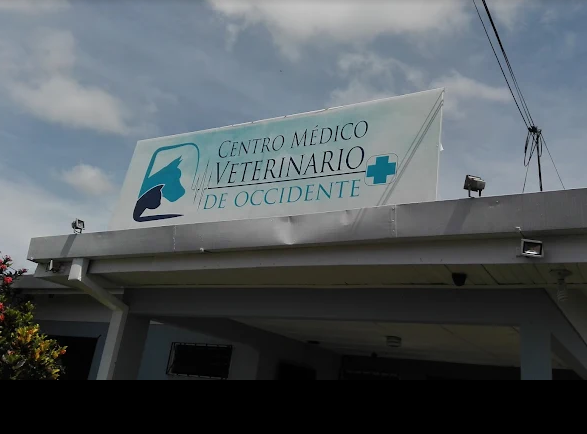 CENTRO MÉDICO
VETERINARIO
DE OCCIDENTE